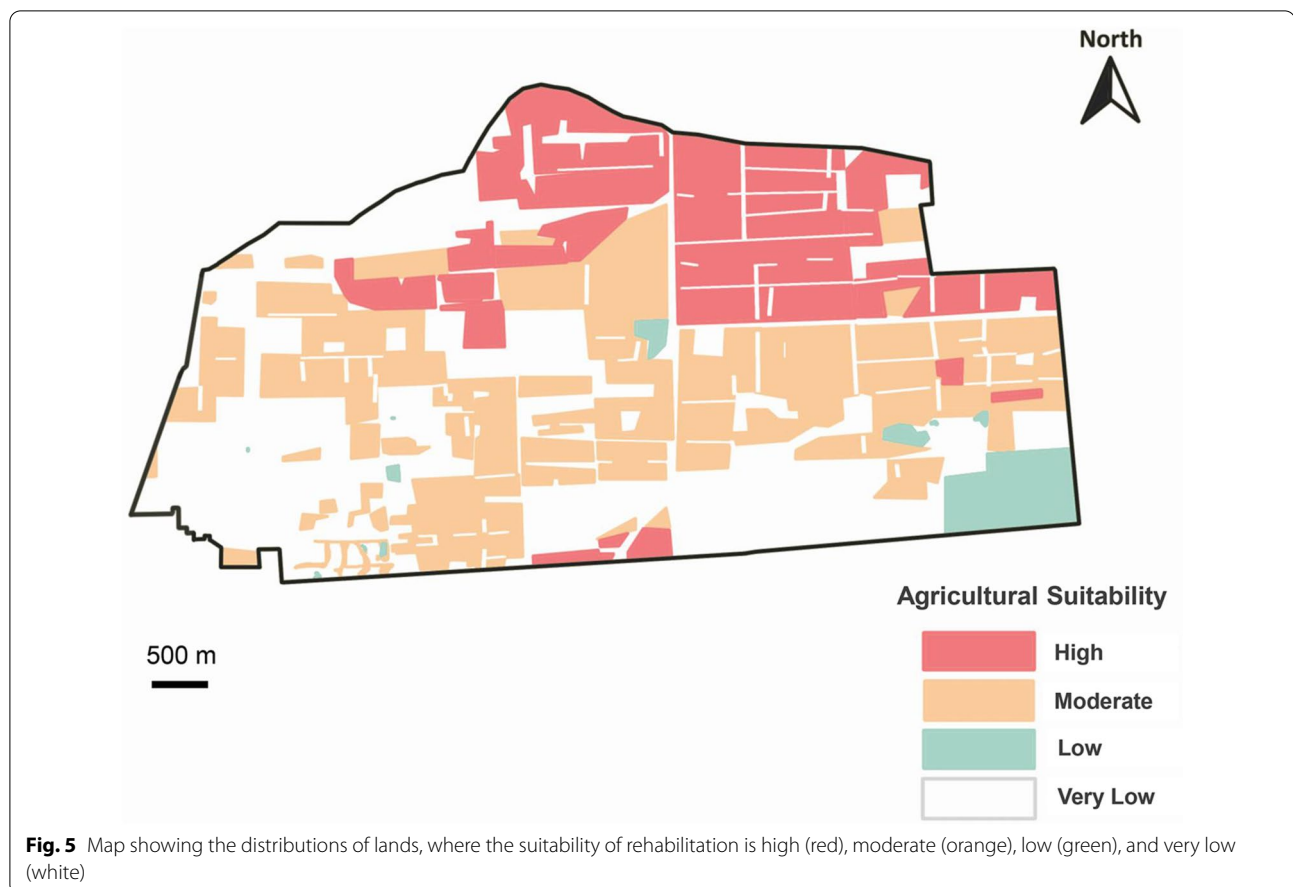 North
500 m
Agricultural Suitability
High
Moderate
Low
Very Low
Fig. 5 Map showing the distributions of lands, where the suitability of rehabilitation is high (red), moderate (orange), low (green), and very low
(white)